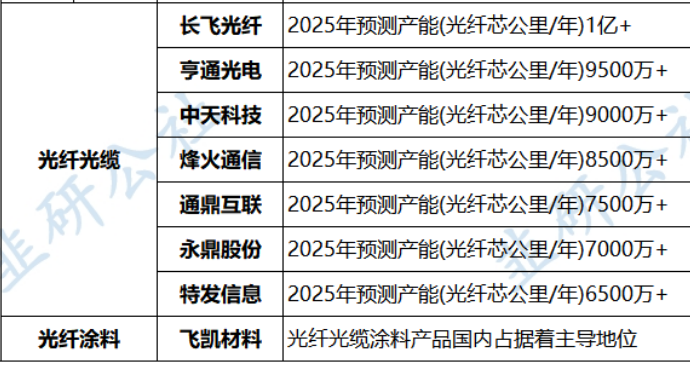 长飞光纤 2025年预测产能(光纤芯公里/年)1亿+
亨通光电 2025年预测产能(光纤芯公里/年)9500万+
中天科技 2025年预测产能(光纤芯公里/年)9000万+
光纤光缆 烽火通信 2025年预测产能(光纤芯公里/年)8500万+
通鼎互联 2025年预测产能(光纤芯公里/年)7500万+
永鼎股份 2025年预测产能(光纤芯公里/年)7000万+
特发信息 2025年预测产能(光纤芯公里/年)6500万+
光纤涂料 飞凯材料 光纤光缆涂料产品国内占据着主导地位
韭研公社
韭研公社